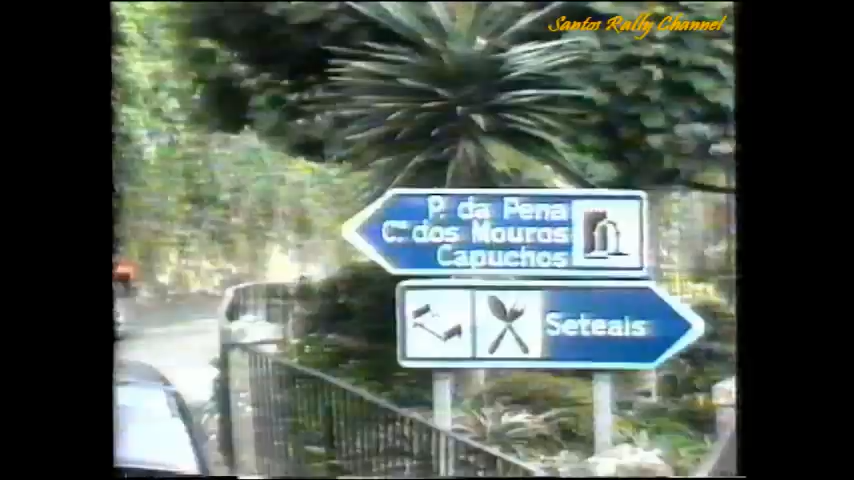 Santos Rally Channel
P. da Pena
C.º dos Mouros
Capuchos
Seteais